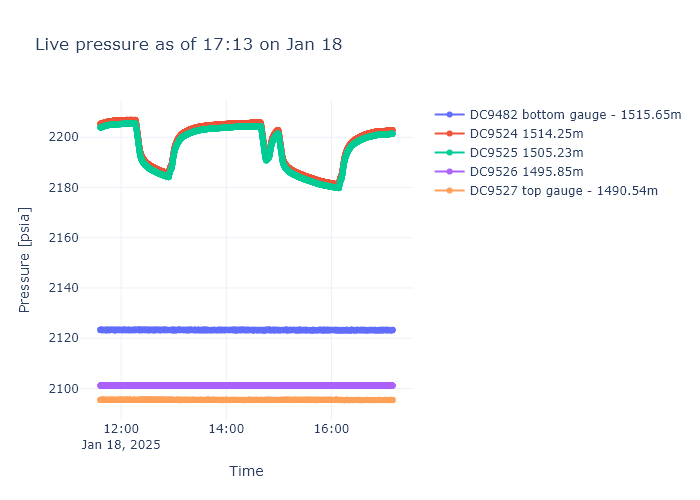 Live pressure as of 17:13 on Jan 18
DC9482 bottom gauge - 1515.65m
DC9524 1514.25m
DC9525 1505.23m
DC9526 1495.85m
DC9527 top gauge - 1490.54m
Pressure [psia]
2200
2180
2160
2140
2120
2100
12:00
14:00
16:00
Jan 18, 2025
Time